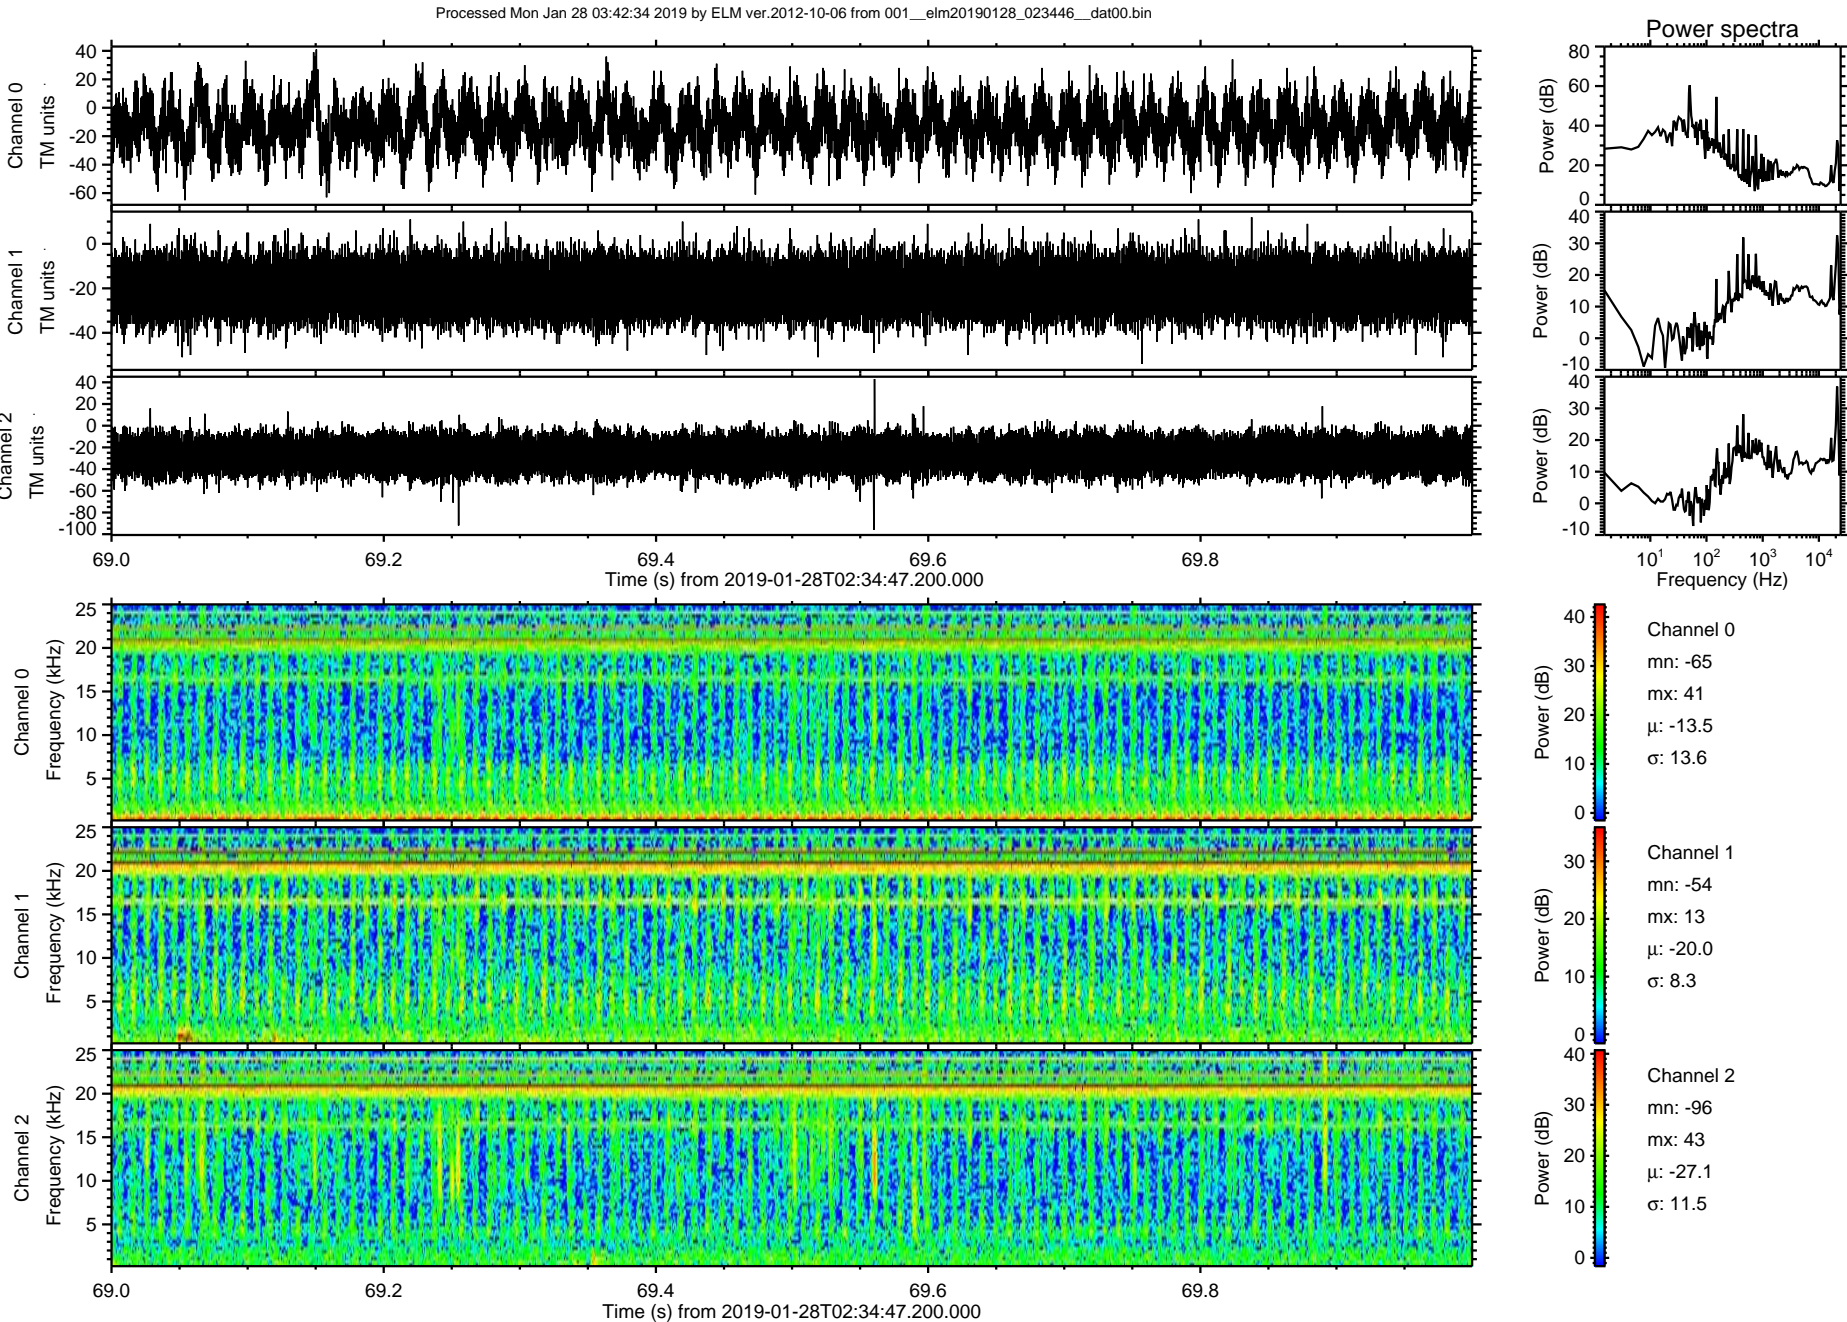 Processed Mon Jan 28 03:42:34 2019 by ELM ver.2012-10-06 from 001__elm20190128_023446__dat00.bin
Power spectra
Channel 0
TM units
40
20
0
-20
-40
-60
Power (dB)
80
60
40
20
0
Channel 1
TM units
0
-20
-40
Power (dB)
40
30
20
10
0
-10
Channel 2
TM units
40
20
0
-20
-40
-60
-80
-100
Power (dB)
40
30
20
10
0
-10
69.0 69.2 69.4 69.6 69.8
Time (s) from 2019-01-28T02:34:47.200.000
10¹ 10² 10³ 10⁴
Frequency (Hz)
Channel 0
Frequency (kHz)
25
20
15
10
5
Power (dB)
40
30
20
10
0
Channel 0
mn: -65
mx: 41
μ: -13.5
σ: 13.6
Channel 1
Frequency (kHz)
25
20
15
10
5
Power (dB)
30
20
10
0
Channel 1
mn: -54
mx: 13
μ: -20.0
σ: 8.3
Channel 2
Frequency (kHz)
25
20
15
10
5
Power (dB)
40
30
20
10
0
Channel 2
mn: -96
mx: 43
μ: -27.1
σ: 11.5
69.0 69.2 69.4 69.6 69.8
Time (s) from 2019-01-28T02:34:47.200.000